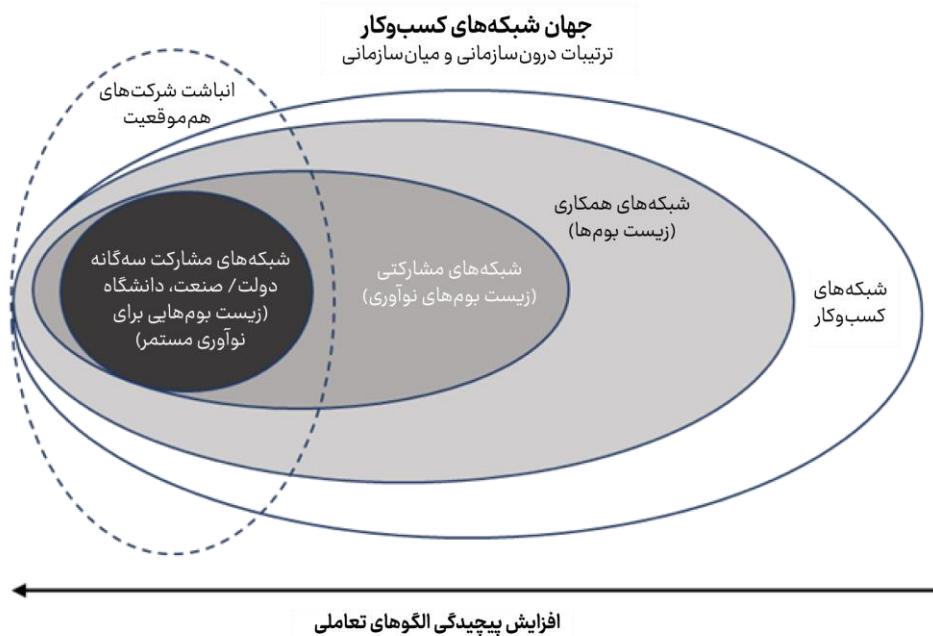 جهان شبکه‌های کسب‌وکار
ترتیبات درون‌سازمانی و میان‌سازمانی
انباشت شرکت‌های
هم‌موقعیت
شبکه‌های
کسب‌وکار
شبکه‌های همکاری
(زیست بوم‌ها)
شبکه‌های مشارکتی
(زیست بوم‌های نوآوری)
شبکه‌های مشارکت سه‌گانه
دولت/ صنعت، دانشگاه
(زیست بوم‌هایی برای
نوآوری مستمر)
افزایش پیچیدگی الگوهای تعاملی